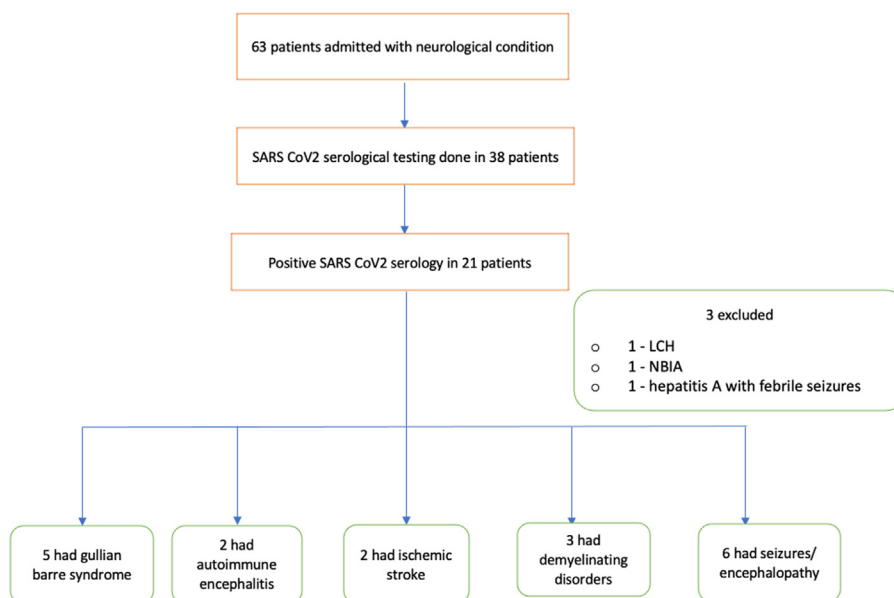 63 patients admitted with neurological condition
SARS CoV2 serological testing done in 38 patients
Positive SARS CoV2 serology in 21 patients
3 excluded
o 1 - LCH
o 1 - NBIA
o 1 - hepatitis A with febrile seizures
5 had gullian
barre syndrome
2 had
autoimmune
encephalitis
2 had ischemic
stroke
3 had
demyelinating
disorders
6 had seizures/
encephalopathy